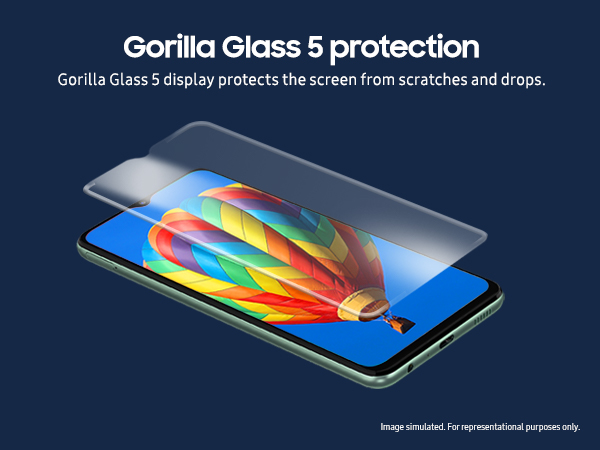 Gorilla Glass 5 protection
Gorilla Glass 5 display protects the screen from scratches and drops.
Image simulated. For representational purposes only.